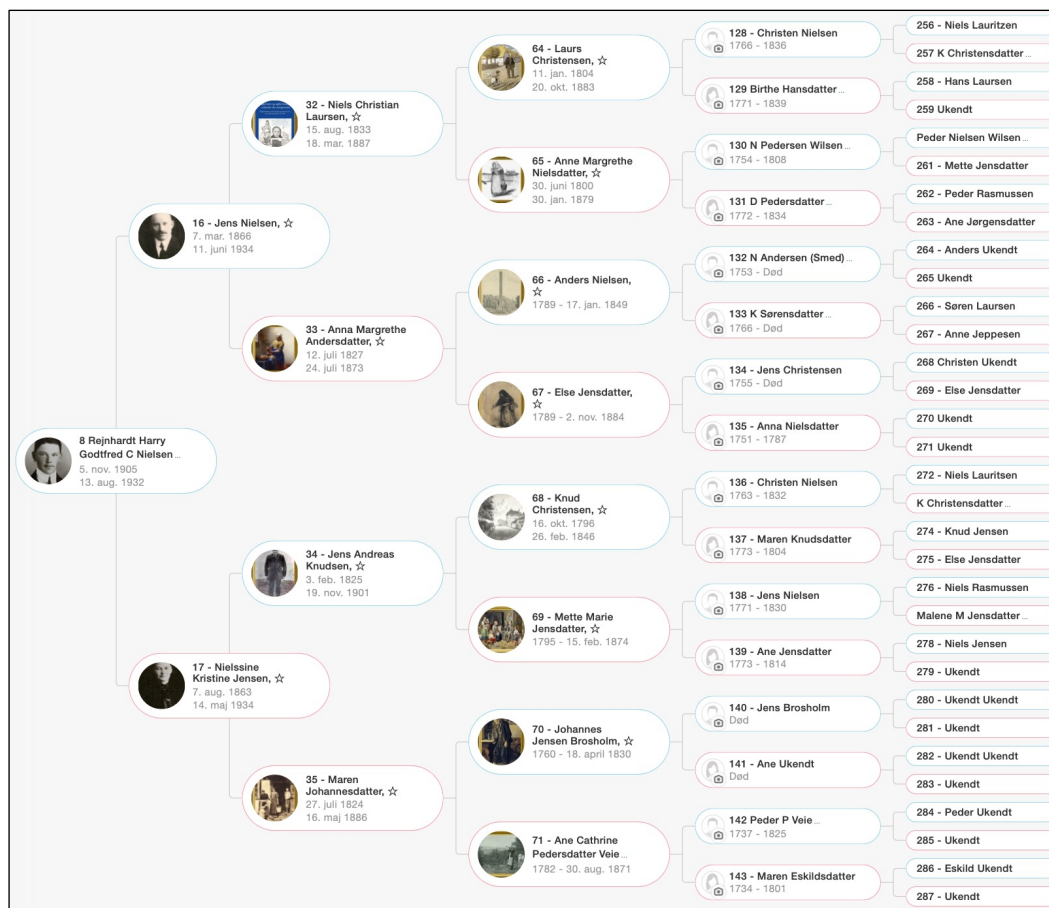 8 Rejnhardt Harry
Godtfred C Nielsen...
5. nov. 1905
13. aug. 1932
16 - Jens Nielsen, ☆
7. mar. 1866
11. juni 1934
17 - Nielssine
Kristine Jensen, ☆
7. aug. 1863
14. maj 1934
32 - Niels Christian
Laursen, ☆
15. aug. 1833
18. mar. 1887
33 - Anna Margrethe
Andersdatter, ☆
12. juli 1827
24. juli 1873
34 - Jens Andreas
Knudsen, ☆
3. feb. 1825
19. nov. 1901
35 - Maren
Johannesdatter, ☆
27. juli 1824
16. maj 1886
64 - Laurs
Christensen, ☆
11. jan. 1804
20. okt. 1883
65 - Anne Margrethe
Nielsdatter, ☆
30. juni 1800
30. jan. 1879
66 - Anders Nielsen,
☆
1789 - 17. jan. 1849
67 - Else Jensdatter,
☆
1789 - 2. nov. 1884
68 - Knud
Christensen, ☆
16. okt. 1796
26. feb. 1846
69 - Mette Marie
Jensdatter, ☆
1795 - 15. feb. 1874
70 - Johannes
Jensen Brosholm, ☆
1760 - 18. april 1830
71 - Ane Cathrine
Pedersdatter Veie...
1782 - 30. aug. 1871
128 - Christen Nielsen
1766 - 1836
129 Birthe Hansdatter...
1771 - 1839
130 N Pedersen Wilsen...
1754 - 1808
131 D Pedersdatter...
1772 - 1834
132 N Andersen (Smed)...
1753 - Død
133 K Sørensdatter...
1766 - Død
134 - Jens Christensen
1755 - Død
135 - Anna Nielsdatter
1751 - 1787
136 - Christen Nielsen
1763 - 1832
137 - Maren Knudsdatter
1773 - 1804
138 - Jens Nielsen
1771 - 1830
139 - Ane Jensdatter
1773 - 1814
140 - Jens Brosholm
Død
141 - Ane Ukendt
Død
142 Peder P Veie...
1737 - 1825
143 - Maren Eskildsdatter
1734 - 1801
256 - Niels Lauritzen
257 K Christensdatter...
258 - Hans Laursen
259 Ukendt
Peder Nielsen Wilsen...
261 - Mette Jensdatter
262 - Peder Rasmussen
263 - Ane Jørgensdatter
264 - Anders Ukendt
265 Ukendt
266 - Søren Laursen
267 - Anne Jeppesen
268 Christen Ukendt
269 - Else Jensdatter
270 Ukendt
271 Ukendt
272 - Niels Lauritsen
K Christensdatter...
274 - Knud Jensen
275 - Else Jensdatter
276 - Niels Rasmussen
Malene M Jensdatter...
278 - Niels Jensen
279 - Ukendt
280 - Ukendt Ukendt
281 - Ukendt
282 - Ukendt Ukendt
283 - Ukendt
284 - Peder Ukendt
285 - Ukendt
286 - Eskild Ukendt
287 - Ukendt